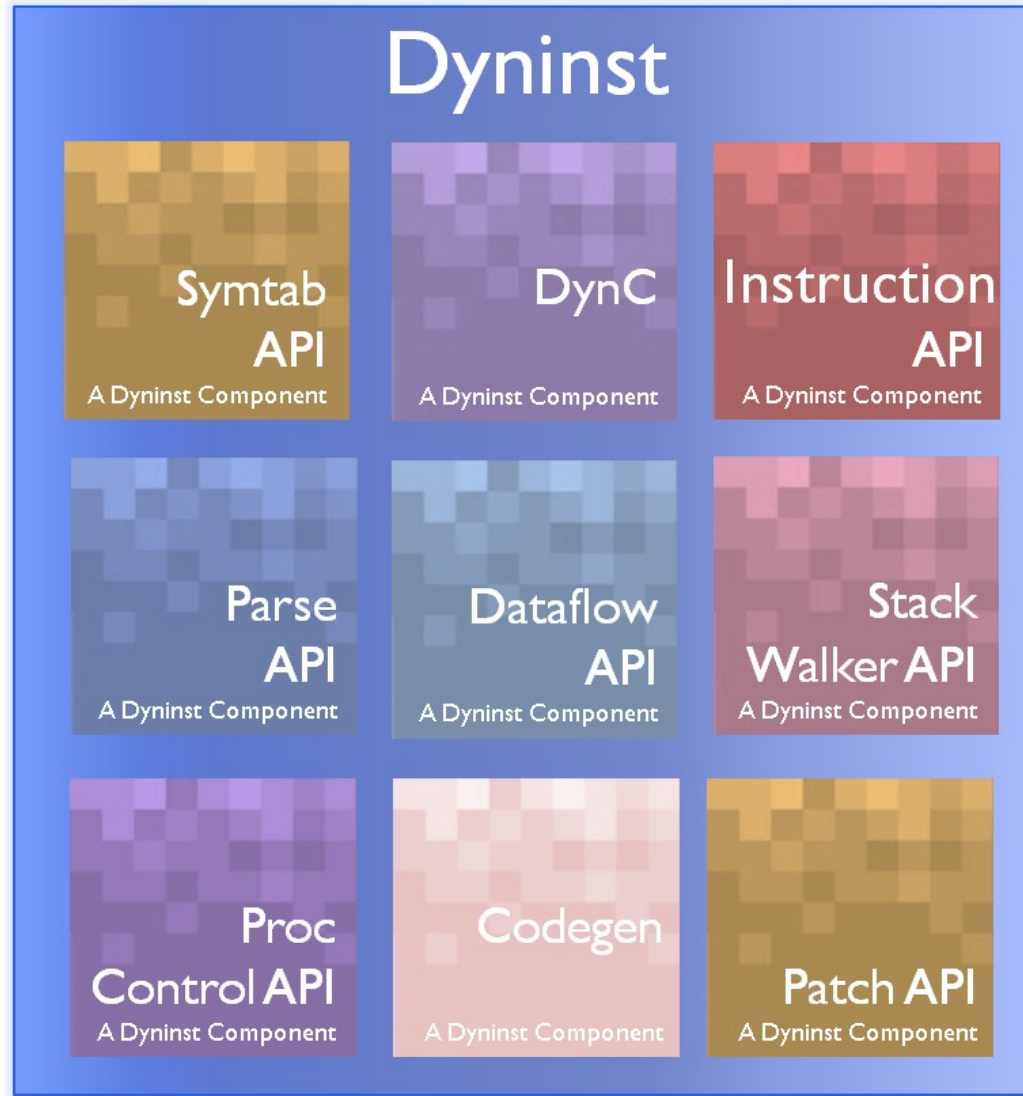 Dyninst
Symtab
API
A Dyninst Component
DynC
A Dyninst Component
Instruction
API
A Dyninst Component
Parse
API
A Dyninst Component
Dataflow
API
A Dyninst Component
Stack
Walker API
A Dyninst Component
Proc
Control API
A Dyninst Component
Codegen
A Dyninst Component
Patch API
A Dyninst Component